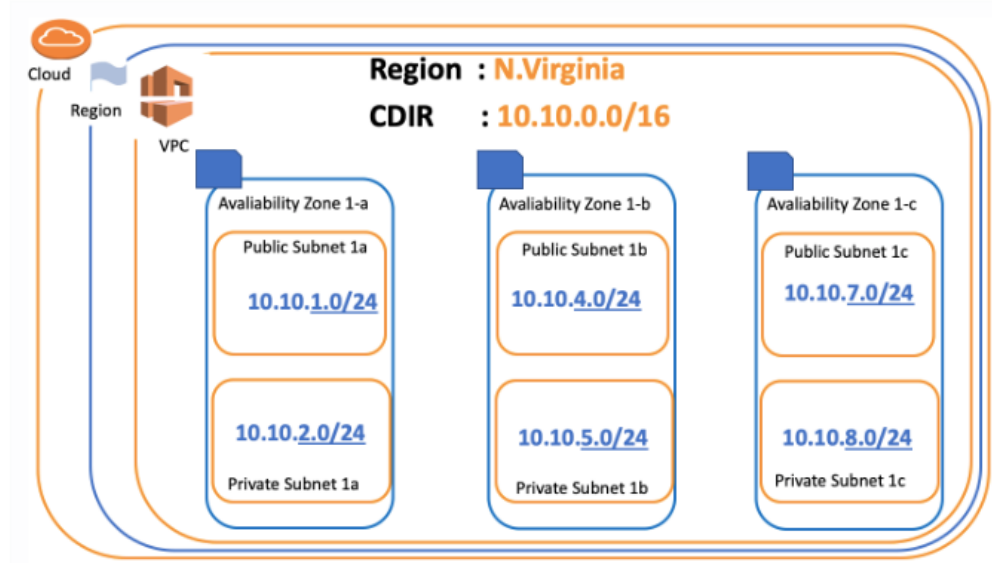 Cloud
Region
VPC
Region : N.Virginia
CDIR : 10.10.0.0/16
Avaliability Zone 1-a
Public Subnet 1a
10.10.1.0/24
10.10.2.0/24
Private Subnet 1a
Avaliability Zone 1-b
Public Subnet 1b
10.10.4.0/24
10.10.5.0/24
Private Subnet 1b
Avaliability Zone 1-c
Public Subnet 1c
10.10.7.0/24
10.10.8.0/24
Private Subnet 1c